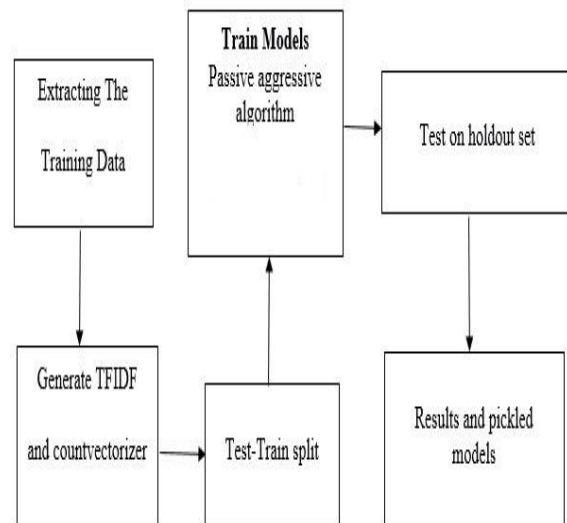 Extracting The
Training Data
Generate TFIDF
and countvectorizer
Test-Train split
Train Models
Passive aggressive
algorithm
Test on holdout set
Results and pickled
models